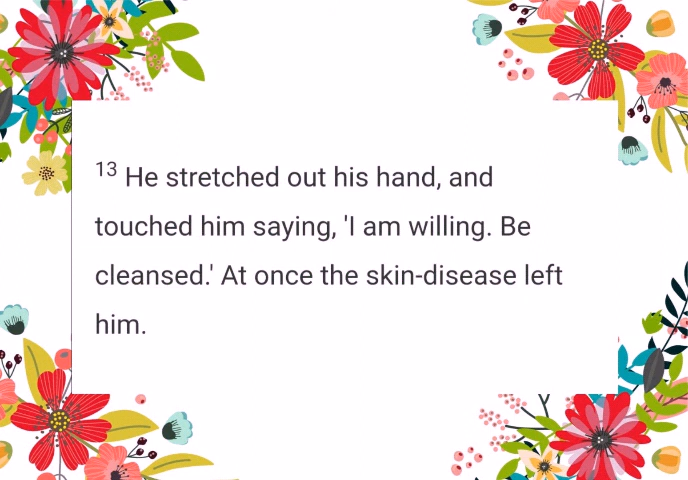 13 He stretched out his hand, and
touched him saying, 'I am willing. Be
cleansed.' At once the skin-disease left
him.